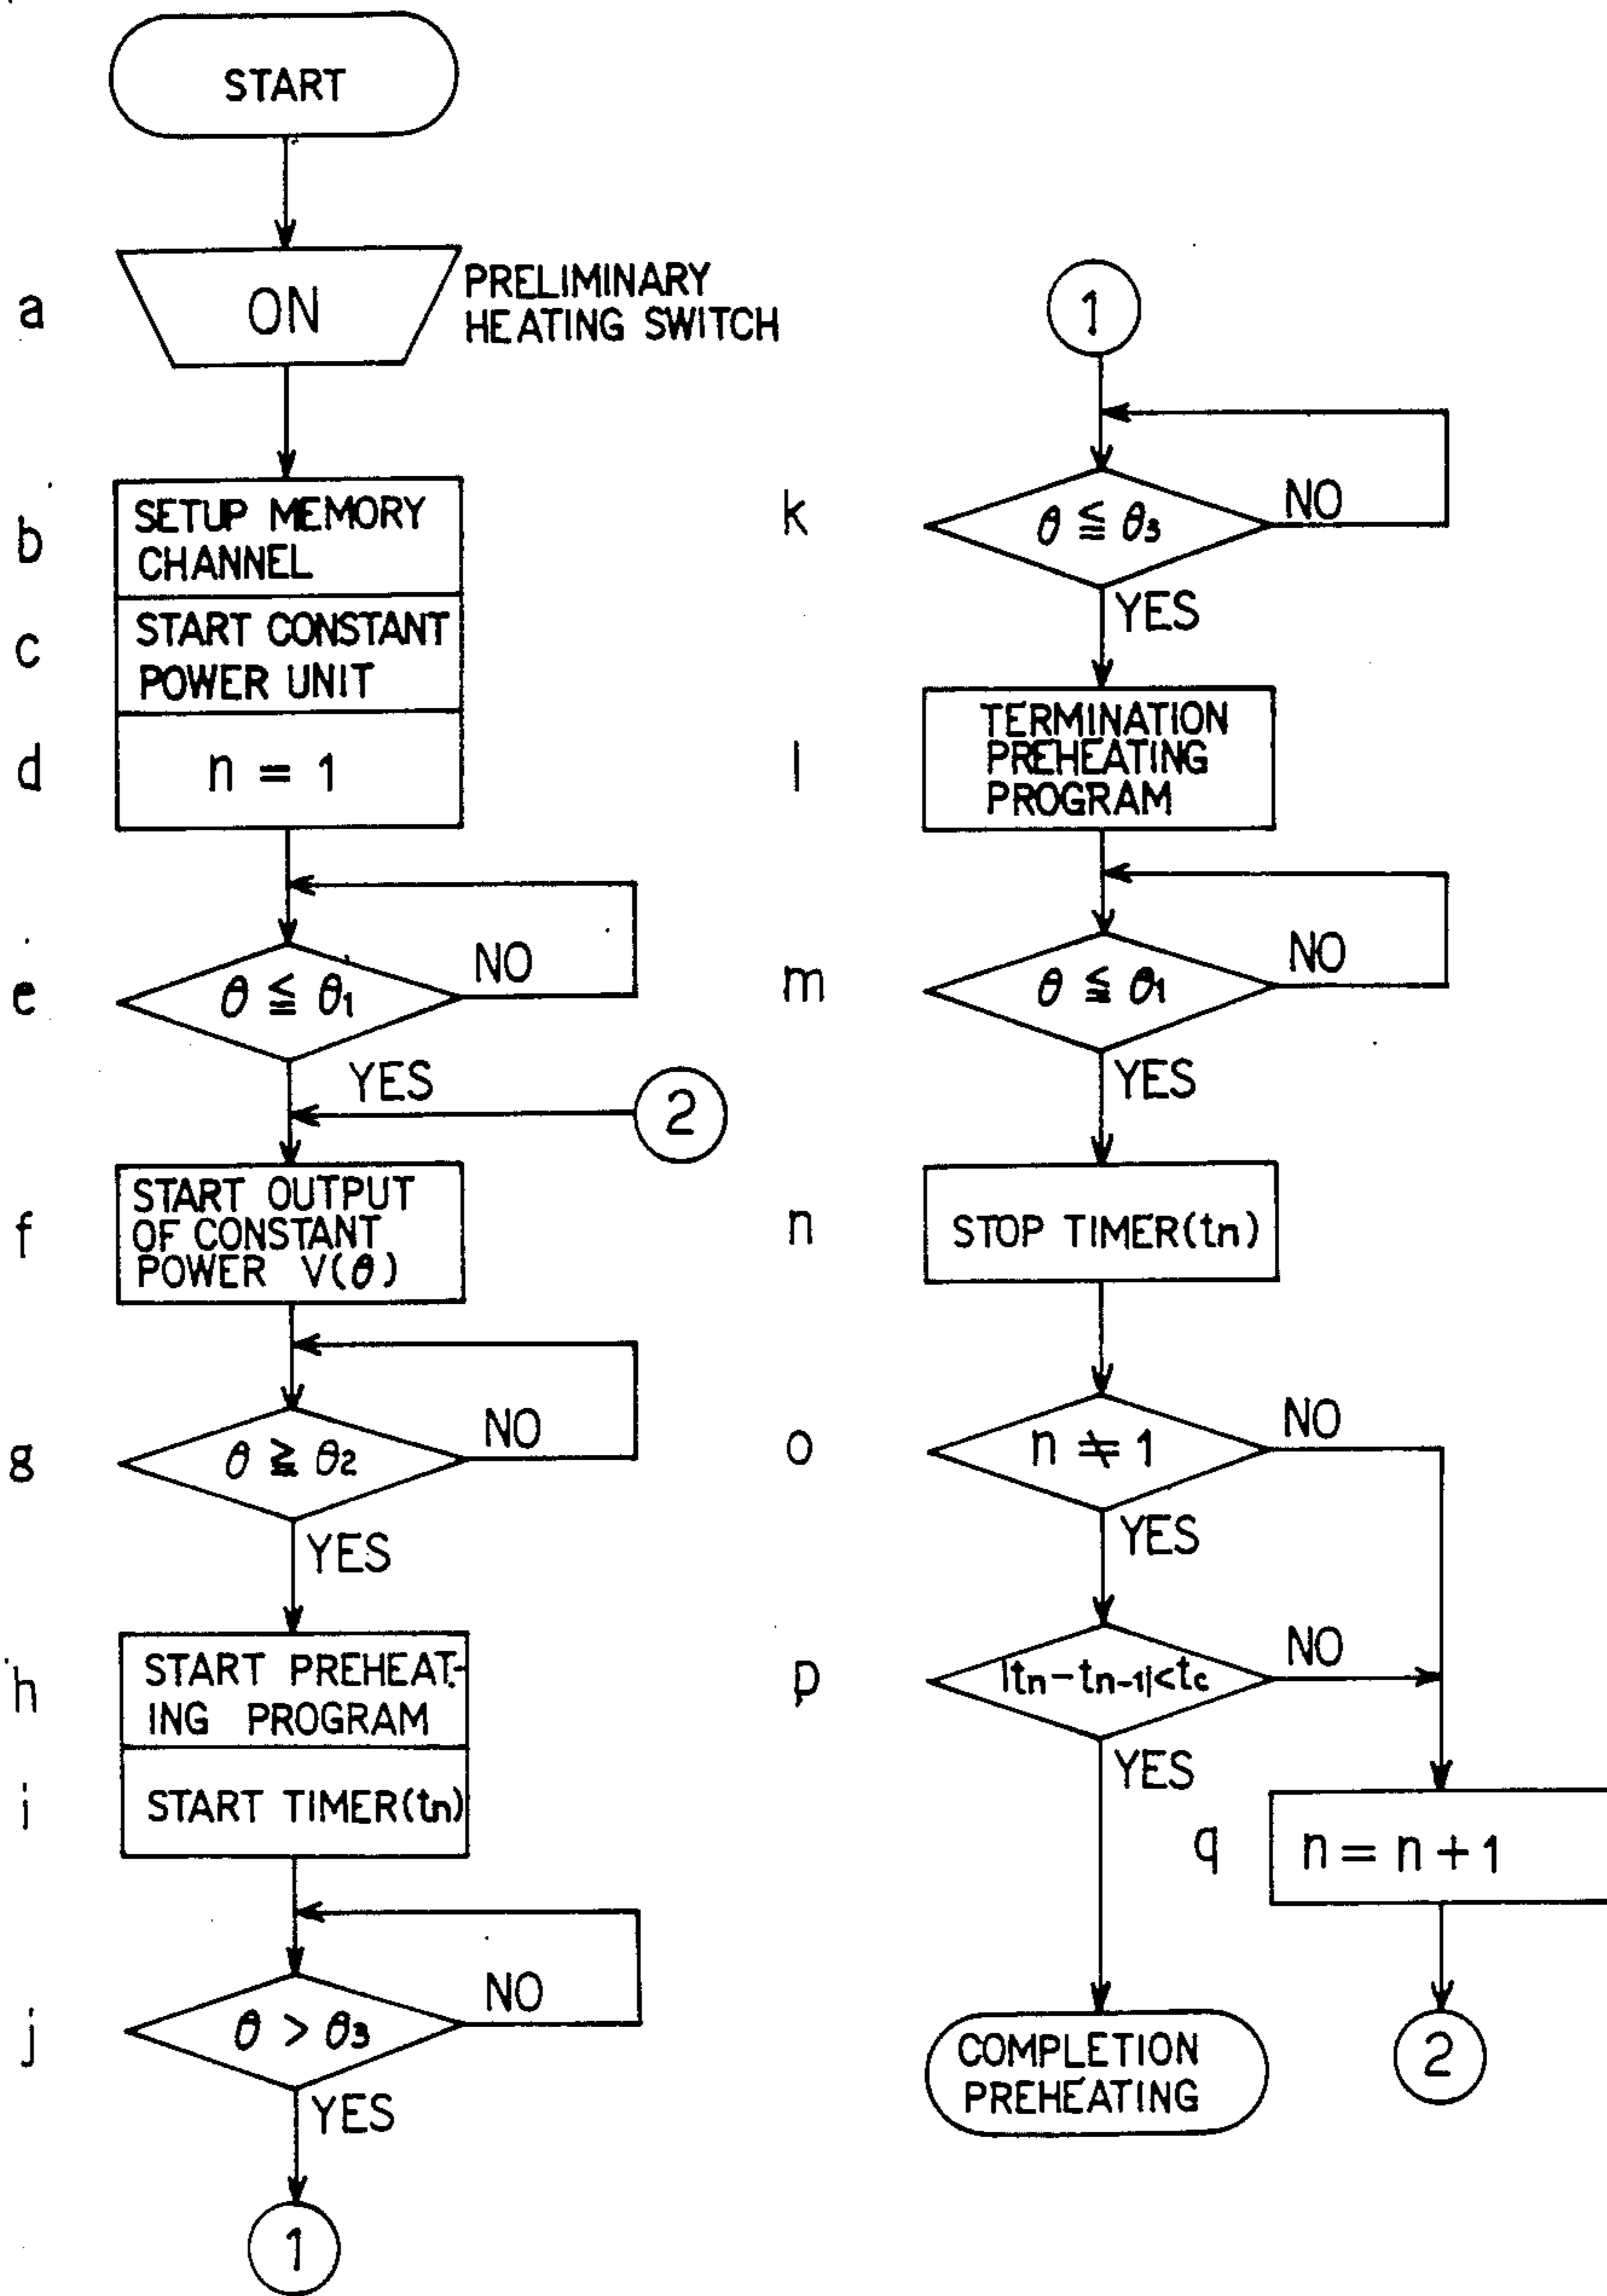 START
a
ON
PRELIMINARY
HEATING SWITCH
b
SETUP MEMORY
CHANNEL
c
START CONSTANT
POWER UNIT
d
n = 1
e
θ ≦ θ1
NO
YES
2
f
START OUTPUT
OF CONSTANT
POWER V(θ)
g
θ ≧ θ2
NO
YES
h
START PREHEAT-
ING PROGRAM
i
START TIMER(tn)
j
θ > θ3
NO
YES
1
1
k
θ ≦ θ3
NO
YES
l
TERMINATION
PREHEATING
PROGRAM
m
θ ≦ θ1
NO
YES
n
STOP TIMER(tn)
o
n ≠ 1
NO
YES
p
|tn-tn-1|<tc
NO
YES
q
n = n + 1
COMPLETION
PREHEATING
2